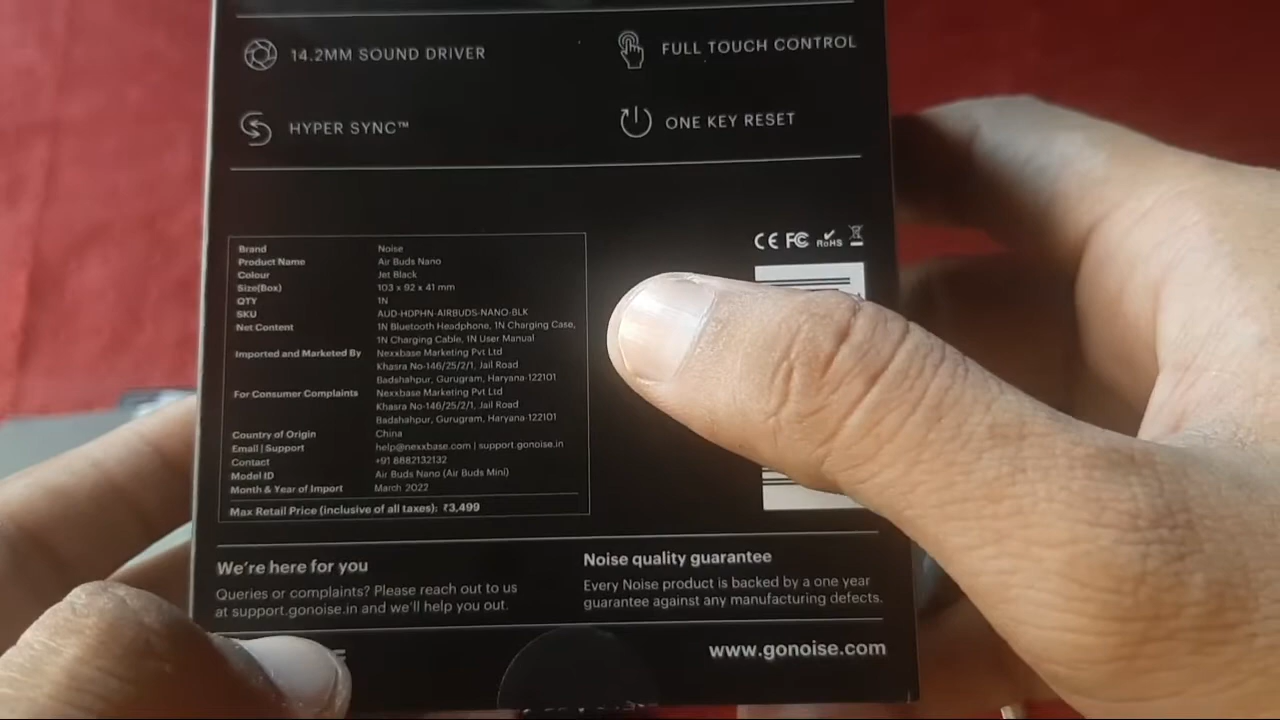 14.2MM SOUND DRIVER
FULL TOUCH CONTROL
HYPER SYNC™
ONE KEY RESET
CE FC RoHS
Brand Noise
Product Name Air Buds Nano
Colour Jet Black
Size(Box) 103 x 92 x 41 mm
QTY 1N
SKU AUD-HDPHN-AIRBUDS-NANO-BLK
Net Content 1N Bluetooth Headphone, 1N Charging Case,
1N Charging Cable, 1N User Manual
Imported and Marketed By Nexxbase Marketing Pvt Ltd
Khasra No-146/25/2/1, Jail Road
Badshahpur, Gurugram, Haryana-122101
For Consumer Complaints Nexxbase Marketing Pvt Ltd
Khasra No-146/25/2/1, Jail Road
Badshahpur, Gurugram, Haryana-122101
Country of Origin China
Email | Support help@nexxbase.com | support.gonoise.in
Contact +91 8882132132
Model ID Air Buds Nano (Air Buds Mini)
Month & Year of Import March 2022
Max Retail Price (inclusive of all taxes): ₹3,499
We're here for you
Queries or complaints? Please reach out to us
at support.gonoise.in and we'll help you out.
Noise quality guarantee
Every Noise product is backed by a one year
guarantee against any manufacturing defects.
www.gonoise.com